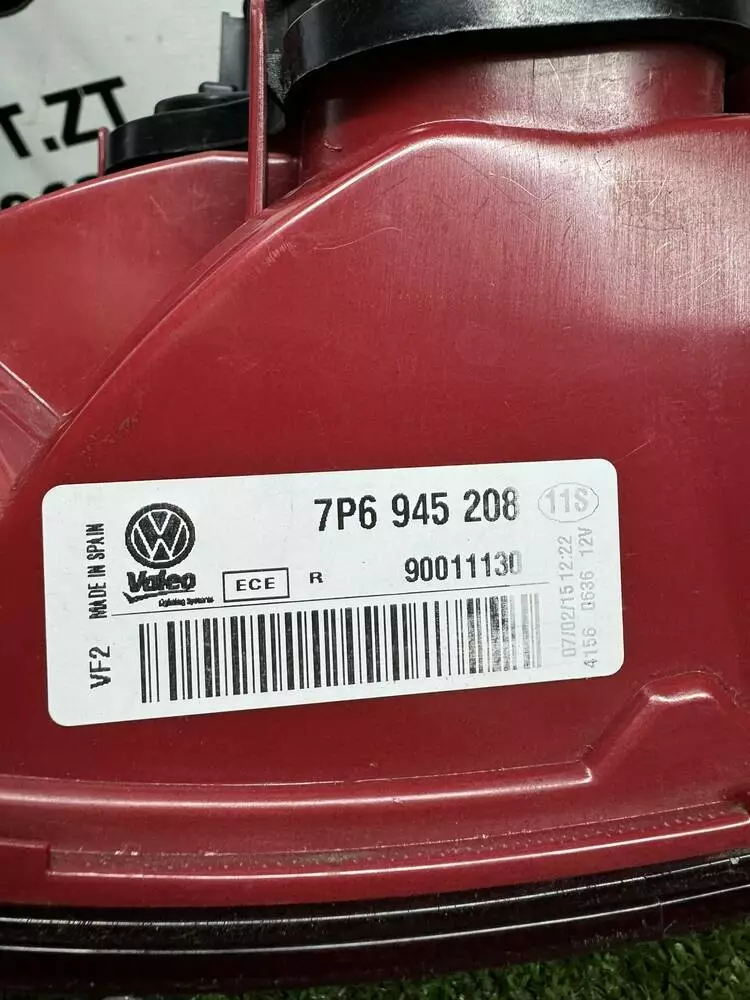 T.ZT
7P6 945 208 11S
VW
Valeo
Lighting Systems
ECE R 90011130
MADE IN SPAIN
VF2
07/02/15 12:22
4156 0636 12V